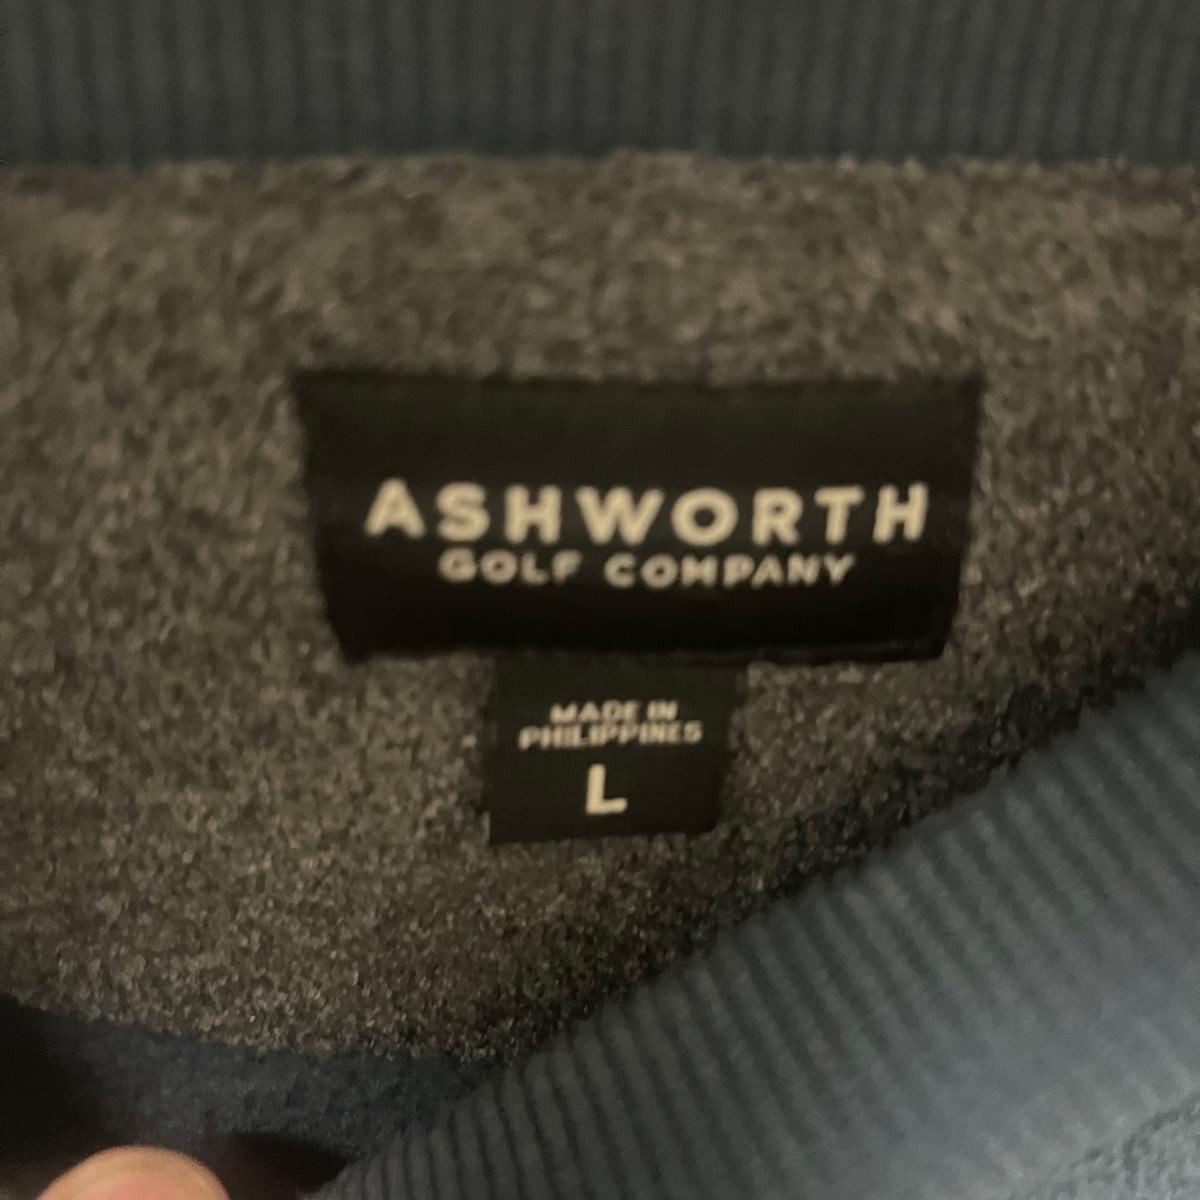 ASHWORTH
GOLF COMPANY
MADE IN
PHILIPPINES
L